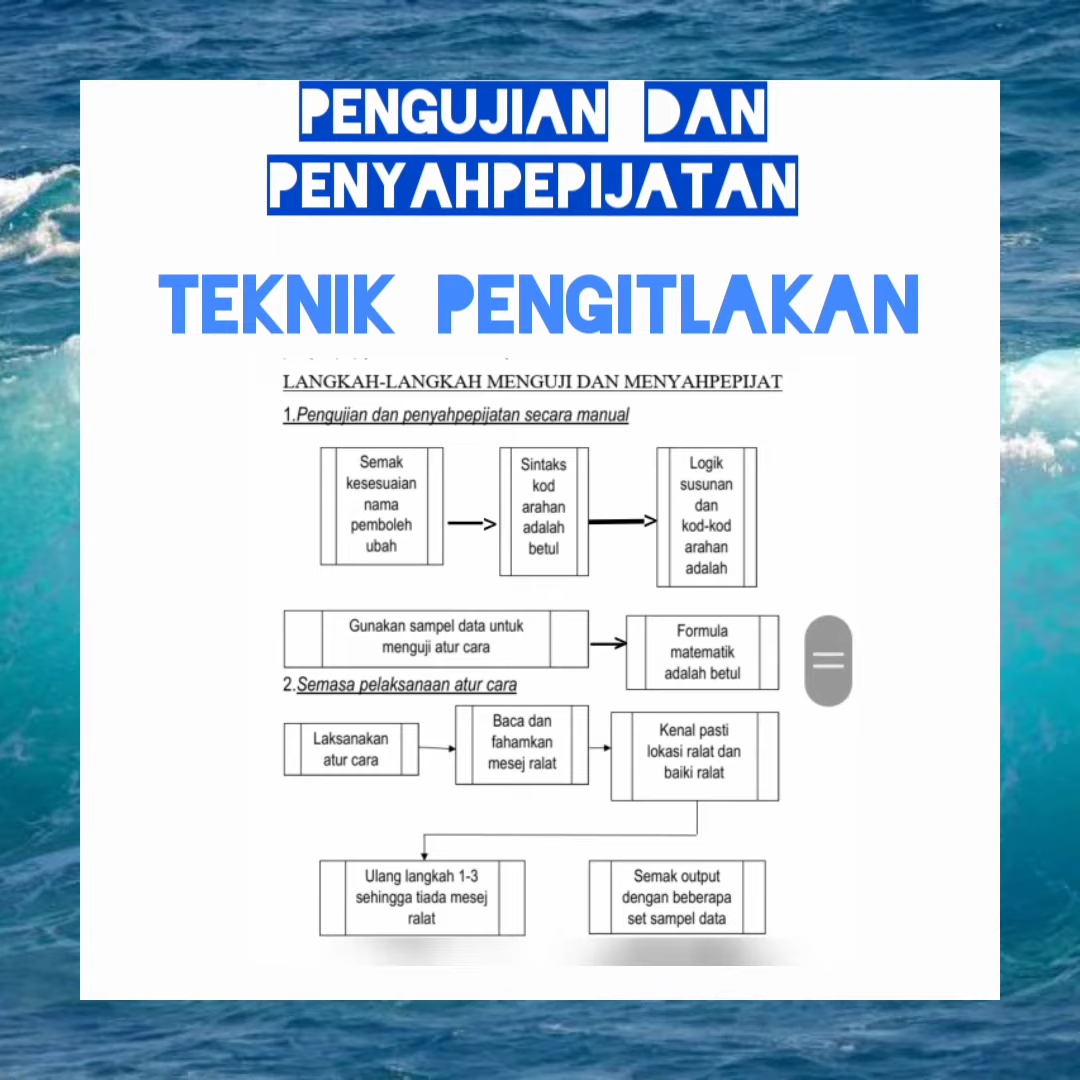 PENGUJIAN DAN
PENYAHPEPIJATAN
TEKNIK PENGITLAKAN
LANGKAH-LANGKAH MENGUJI DAN MENYAHPEPIJAT
1.Pengujian dan penyahpepijatan secara manual
Semak
kesesuaian
nama
pemboleh
ubah
Sintaks
kod
arahan
adalah
betul
Logik
susunan
dan
kod-kod
arahan
adalah
Gunakan sampel data untuk
menguji atur cara
Formula
matematik
adalah betul
2.Semasa pelaksanaan atur cara
Laksanakan
atur cara
Baca dan
fahamkan
mesej ralat
Kenal pasti
lokasi ralat dan
baiki ralat
Ulang langkah 1-3
sehingga tiada mesej
ralat
Semak output
dengan beberapa
set sampel data